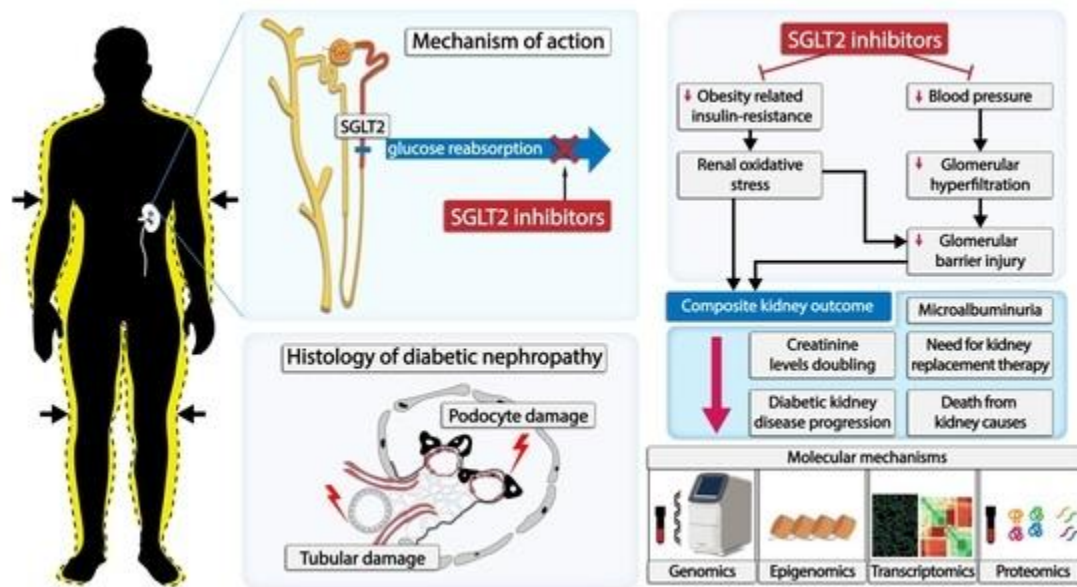 Mechanism of action
SGLT2
glucose reabsorption
SGLT2 inhibitors
Histology of diabetic nephropathy
Podocyte damage
Tubular damage
SGLT2 inhibitors
Obesity related
insulin-resistance
Blood pressure
Renal oxidative
stress
Glomerular
hyperfiltration
Glomerular
barrier injury
Composite kidney outcome
Microalbuminuria
Creatinine
levels doubling
Need for kidney
replacement therapy
Diabetic kidney
disease progression
Death from
kidney causes
Molecular mechanisms
Genomics
Epigenomics
Transcriptomics
Proteomics